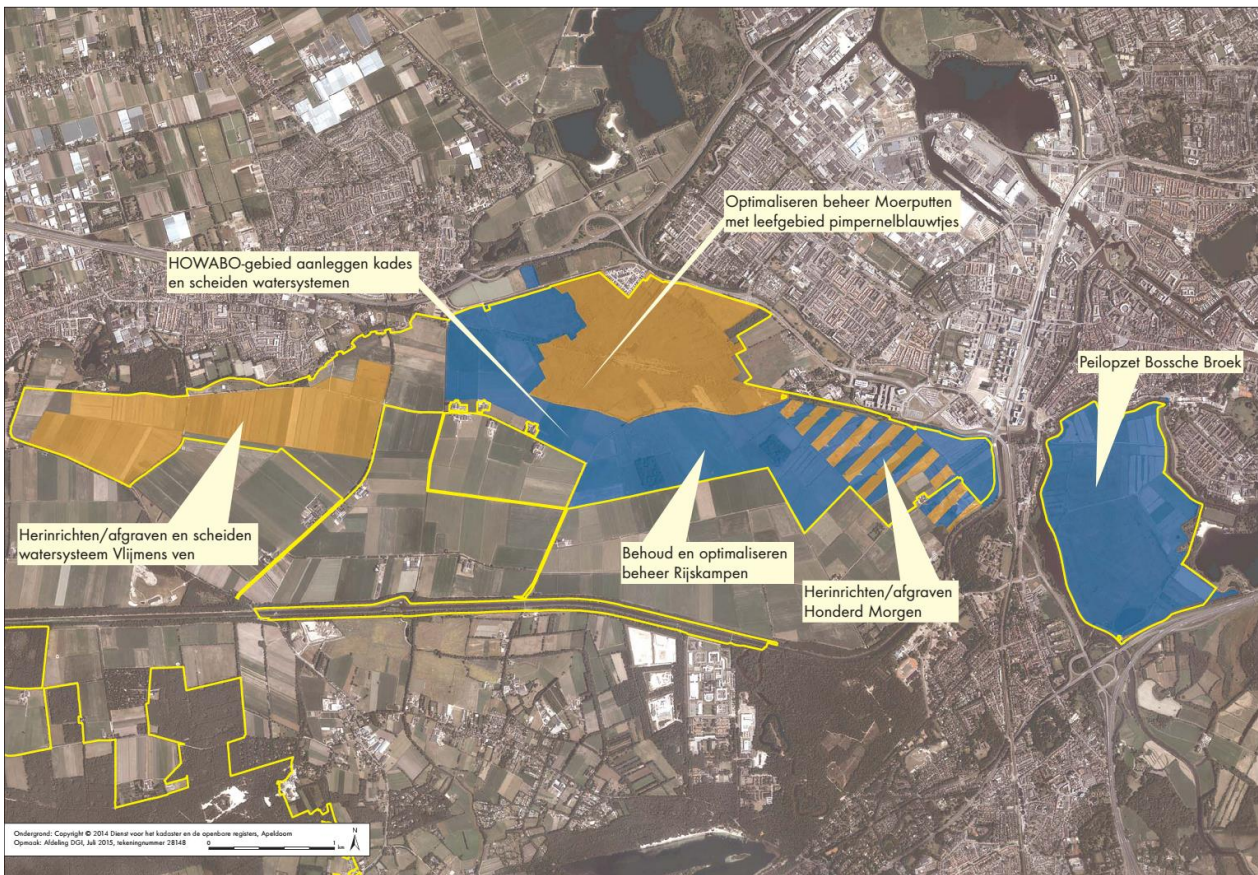 Optimaliseren beheer Moerputten
met leefgebied pimpernelblauwtjes
HOWABO-gebied aanleggen kades
en scheiden watersystemen
Peilopzet Bossche Broek
Herinrichten/afgraven en scheiden
watersysteem Vlijmens ven
Behoud en optimaliseren
beheer Rijskampen
Herinrichten/afgraven
Honderd Morgen
Ondergrond: Copyright © 2014 Dienst voor het kadaster en de openbare registers, Apeldoorn
Opmaak: Afdeling DGI, Juli 2015, tekeningnummer 28148
0 1 km
N